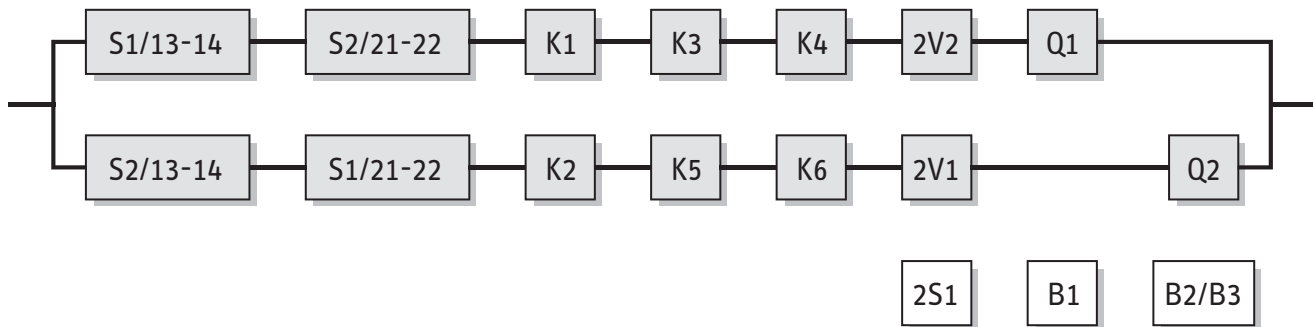 S1/13-14 S2/21-22 K1 K3 K4 2V2 Q1
S2/13-14 S1/21-22 K2 K5 K6 2V1 Q2
2S1 B1 B2/B3